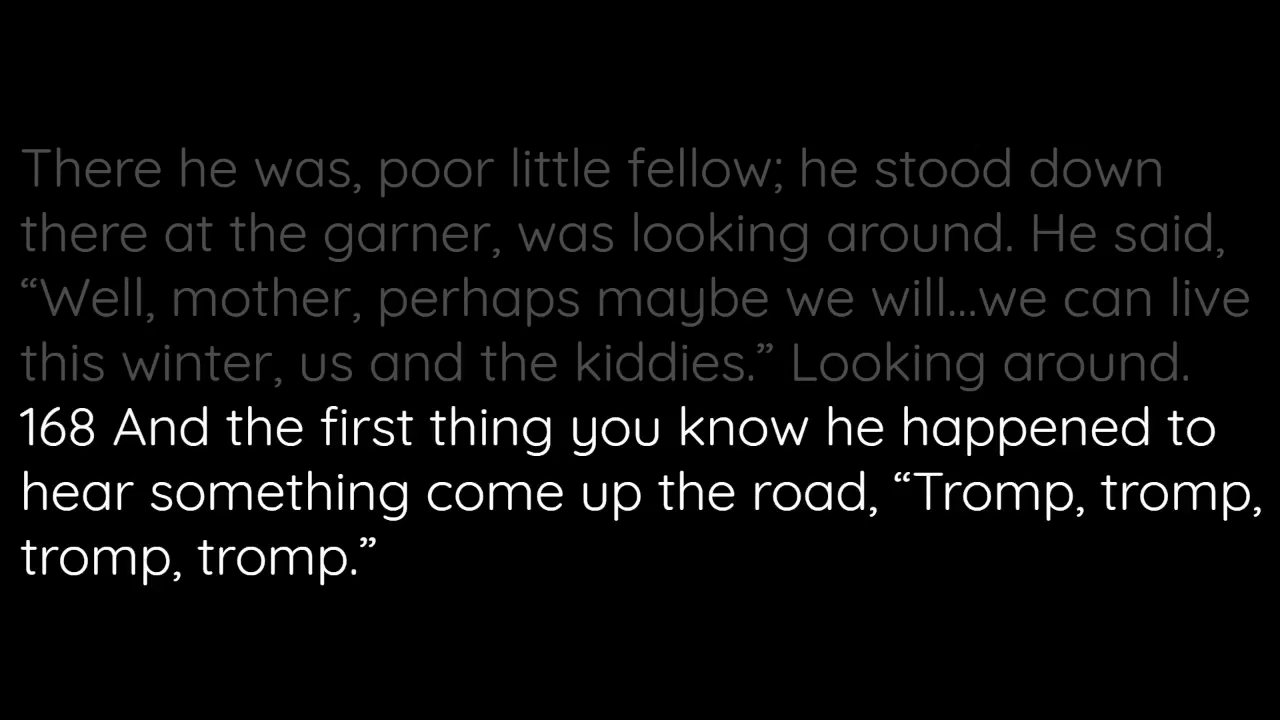 There he was, poor little fellow; he stood down
there at the garner, was looking around. He said,
“Well, mother, perhaps maybe we will...we can live
this winter, us and the kiddies.” Looking around.
168 And the first thing you know he happened to
hear something come up the road, “Tromp, tromp,
tromp, tromp.”